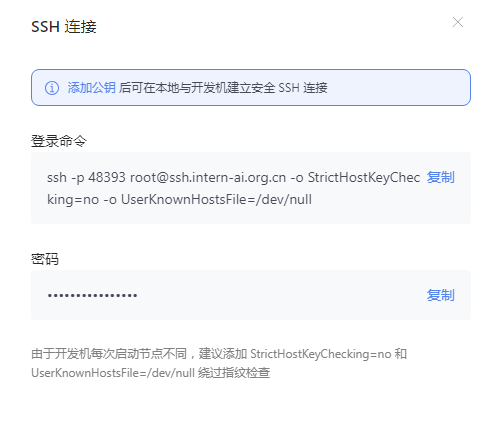 SSH 连接
添加公钥 后可在本地与开发机建立安全 SSH 连接
登录命令
ssh -p 48393 root@ssh.intern-ai.org.cn -o StrictHostKeyChec 复制
king=no -o UserKnownHostsFile=/dev/null
密码
•••••••••••••••• 复制
由于开发机每次启动节点不同，建议添加 StrictHostKeyChecking=no 和
UserKnownHostsFile=/dev/null 绕过指纹检查